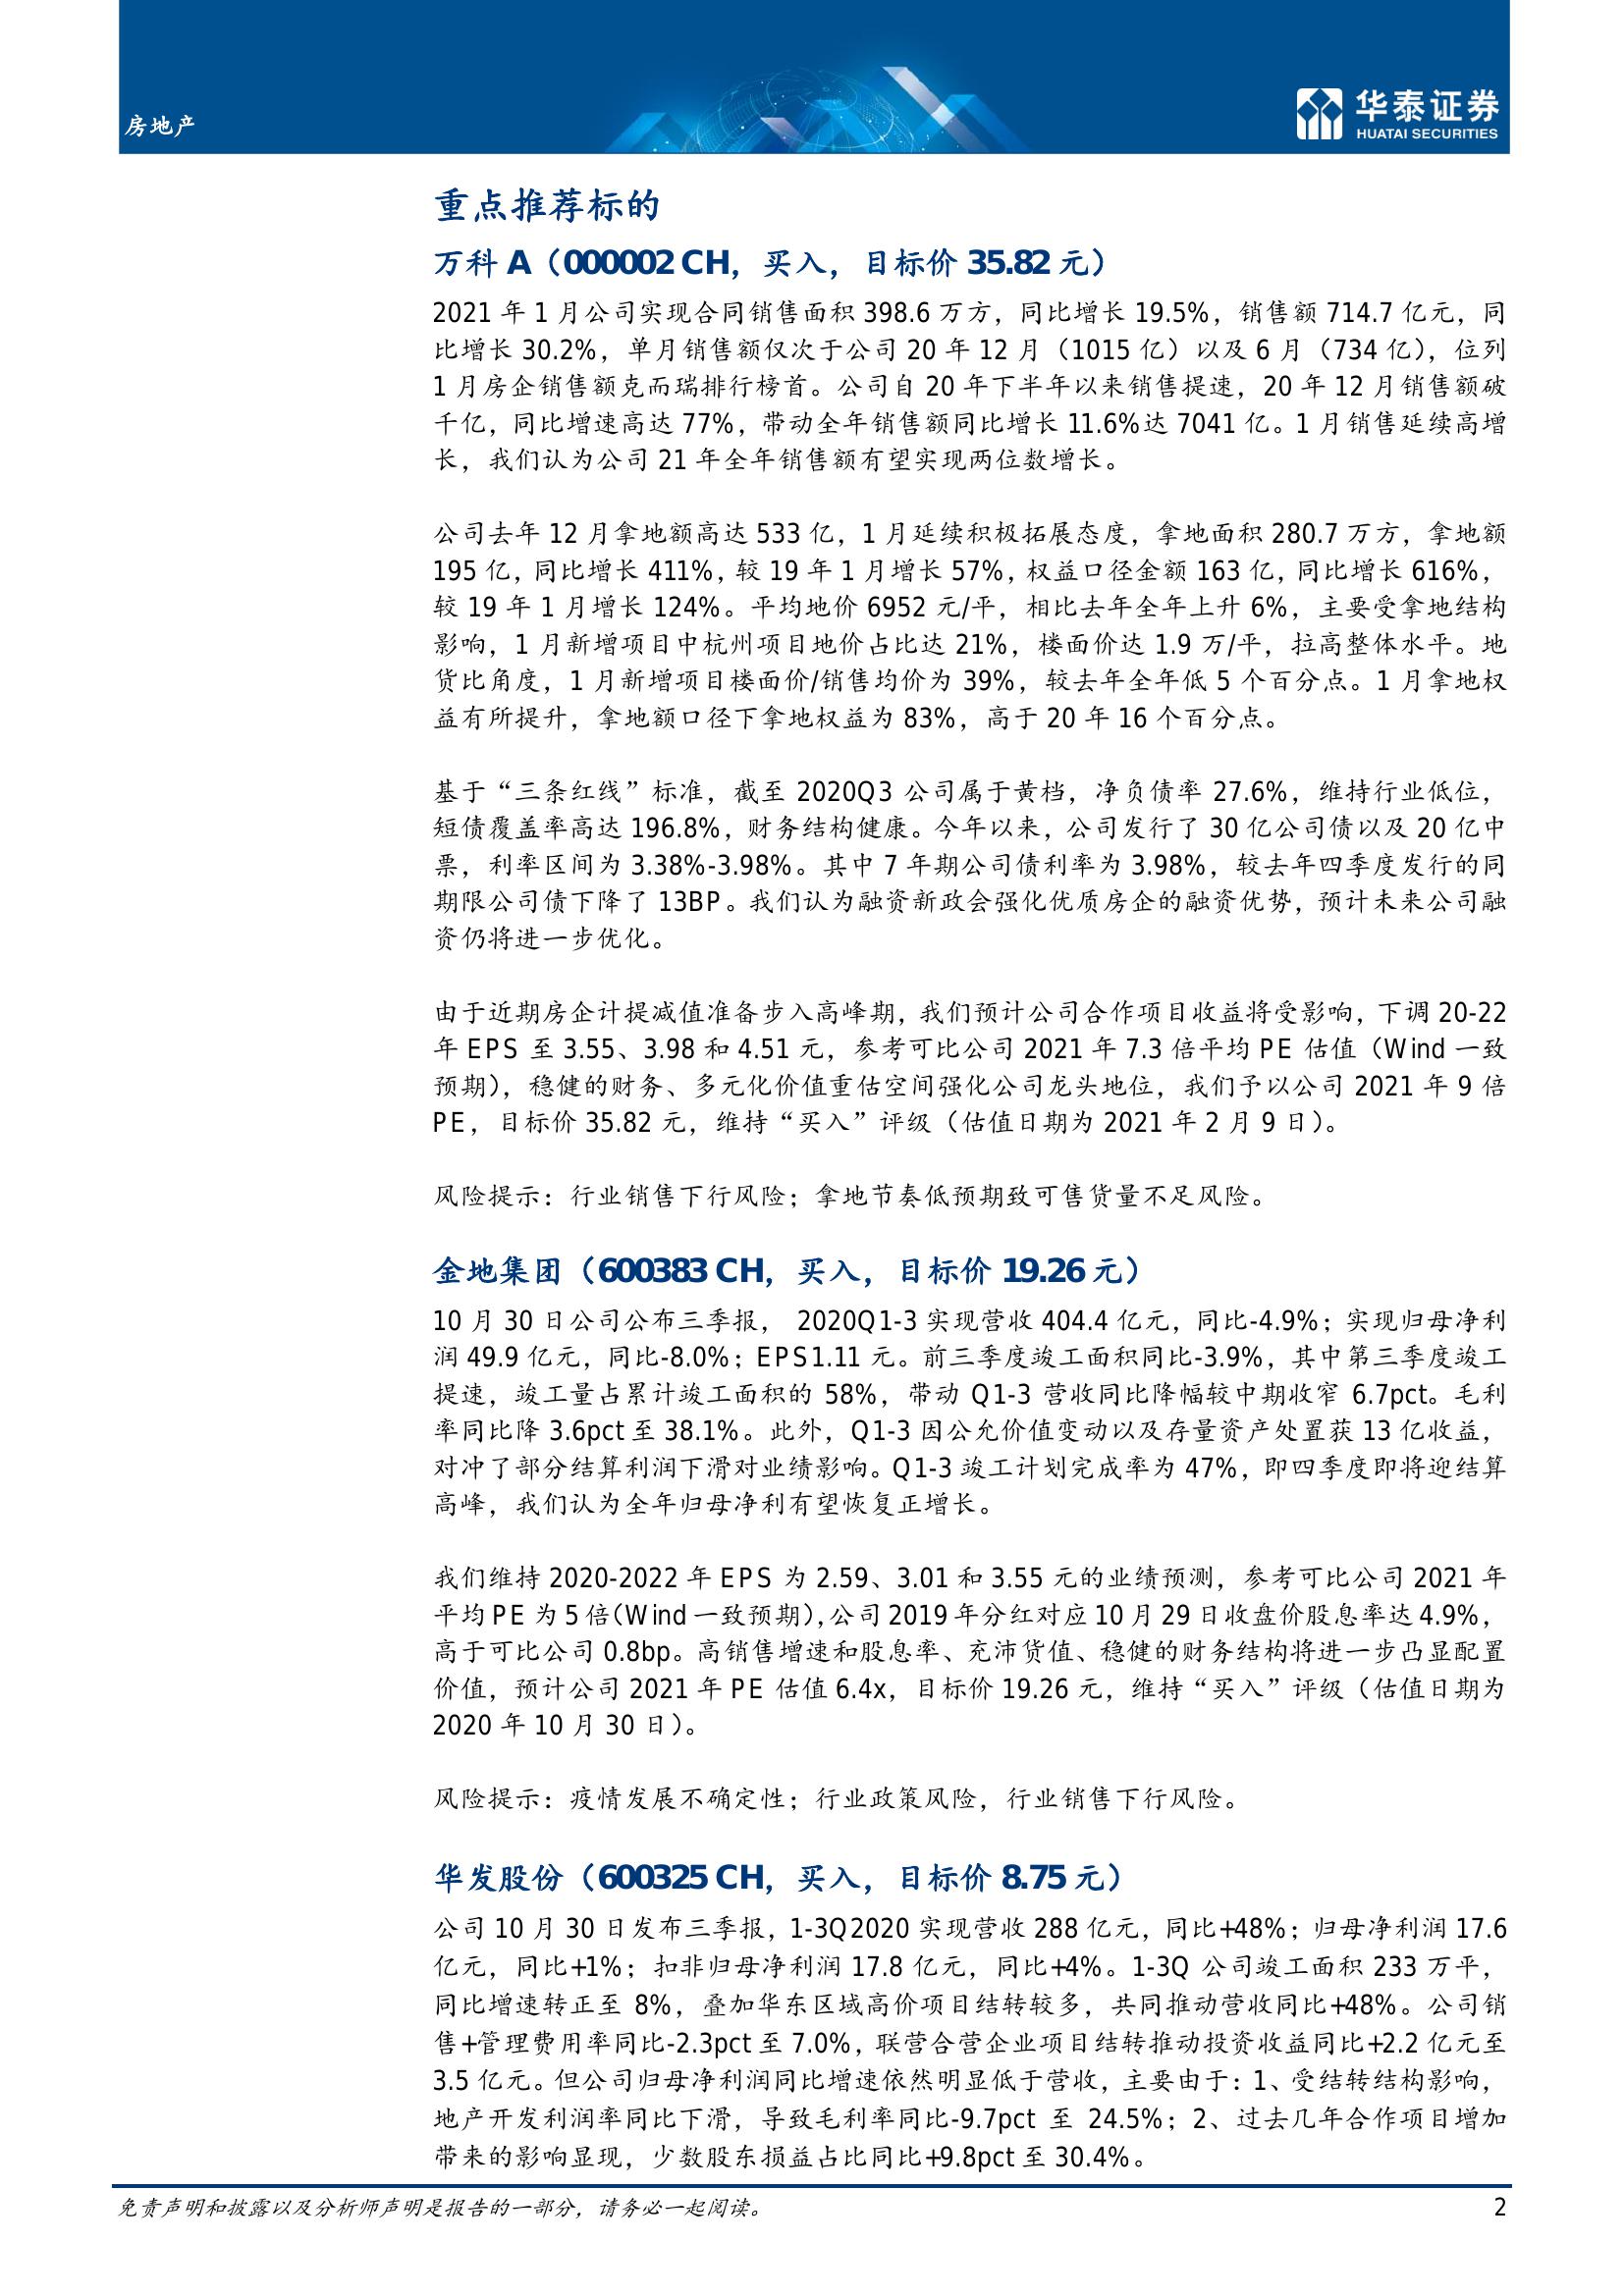 房地产
华泰证券
HUATAI SECURITIES
重点推荐标的
万科 A（000002 CH，买入，目标价 35.82 元）
2021 年 1 月公司实现合同销售面积 398.6 万方，同比增长 19.5%，销售额 714.7 亿元，同
比增长 30.2%，单月销售额仅次于公司 20 年 12 月（1015 亿）以及 6 月（734 亿），位列
1 月房企销售额克而瑞排行榜首。公司自 20 年下半年以来销售提速，20 年 12 月销售额破
千亿，同比增速高达 77%，带动全年销售额同比增长 11.6%达 7041 亿。1 月销售延续高增
长，我们认为公司 21 年全年销售额有望实现两位数增长。
公司去年 12 月拿地额高达 533 亿，1 月延续积极拓展态度，拿地面积 280.7 万方，拿地额
195 亿，同比增长 411%，较 19 年 1 月增长 57%，权益口径金额 163 亿，同比增长 616%，
较 19 年 1 月增长 124%。平均地价 6952 元/平，相比去年全年上升 6%，主要受拿地结构
影响，1 月新增项目中杭州项目地价占比达 21%，楼面价达 1.9 万/平，拉高整体水平。地
货比角度，1 月新增项目楼面价/销售均价为 39%，较去年全年低 5 个百分点。1 月拿地权
益有所提升，拿地额口径下拿地权益为 83%，高于 20 年 16 个百分点。
基于“三条红线”标准，截至 2020Q3 公司属于黄档，净负债率 27.6%，维持行业低位，
短债覆盖率高达 196.8%，财务结构健康。今年以来，公司发行了 30 亿公司债以及 20 亿中
票，利率区间为 3.38%-3.98%。其中 7 年期公司债利率为 3.98%，较去年四季度发行的同
期限公司债下降了 13BP。我们认为融资新政会强化优质房企的融资优势，预计未来公司融
资仍将进一步优化。
由于近期房企计提减值准备步入高峰期，我们预计公司合作项目收益将受影响，下调 20-22
年 EPS 至 3.55、3.98 和 4.51 元，参考可比公司 2021 年 7.3 倍平均 PE 估值（Wind 一致
预期），稳健的财务、多元化价值重估空间强化公司龙头地位，我们予以公司 2021 年 9 倍
PE，目标价 35.82 元，维持“买入”评级（估值日期为 2021 年 2 月 9 日）。
风险提示：行业销售下行风险；拿地节奏低预期致可售货量不足风险。
金地集团（600383 CH，买入，目标价 19.26 元）
10 月 30 日公司公布三季报， 2020Q1-3 实现营收 404.4 亿元，同比-4.9%；实现归母净利
润 49.9 亿元，同比-8.0%；EPS1.11 元。前三季度竣工面积同比-3.9%，其中第三季度竣工
提速，竣工量占累计竣工面积的 58%，带动 Q1-3 营收同比降幅较中期收窄 6.7pct。毛利
率同比降 3.6pct 至 38.1%。此外，Q1-3 因公允价值变动以及存量资产处置获 13 亿收益，
对冲了部分结算利润下滑对业绩影响。Q1-3 竣工计划完成率为 47%，即四季度即将迎结算
高峰，我们认为全年归母净利有望恢复正增长。
我们维持 2020-2022 年 EPS 为 2.59、3.01 和 3.55 元的业绩预测，参考可比公司 2021 年
平均 PE 为 5 倍（Wind 一致预期），公司 2019 年分红对应 10 月 29 日收盘价股息率达 4.9%，
高于可比公司 0.8bp。高销售增速和股息率、充沛货值、稳健的财务结构将进一步凸显配置
价值，预计公司 2021 年 PE 估值 6.4x，目标价 19.26 元，维持“买入”评级（估值日期为
2020 年 10 月 30 日）。
风险提示：疫情发展不确定性；行业政策风险，行业销售下行风险。
华发股份（600325 CH，买入，目标价 8.75 元）
公司 10 月 30 日发布三季报，1-3Q2020 实现营收 288 亿元，同比+48%；归母净利润 17.6
亿元，同比+1%；扣非归母净利润 17.8 亿元，同比+4%。1-3Q 公司竣工面积 233 万平，
同比增速转正至 8%，叠加华东区域高价项目结转较多，共同推动营收同比+48%。公司销
售+管理费用率同比-2.3pct 至 7.0%，联营合营企业项目结转推动投资收益同比+2.2 亿元至
3.5 亿元。但公司归母净利润同比增速依然明显低于营收，主要由于：1、受结转结构影响，
地产开发利润率同比下滑，导致毛利率同比-9.7pct 至 24.5%；2、过去几年合作项目增加
带来的影响显现，少数股东损益占比同比+9.8pct 至 30.4%。
免责声明和披露以及分析师声明是报告的一部分，请务必一起阅读。
2